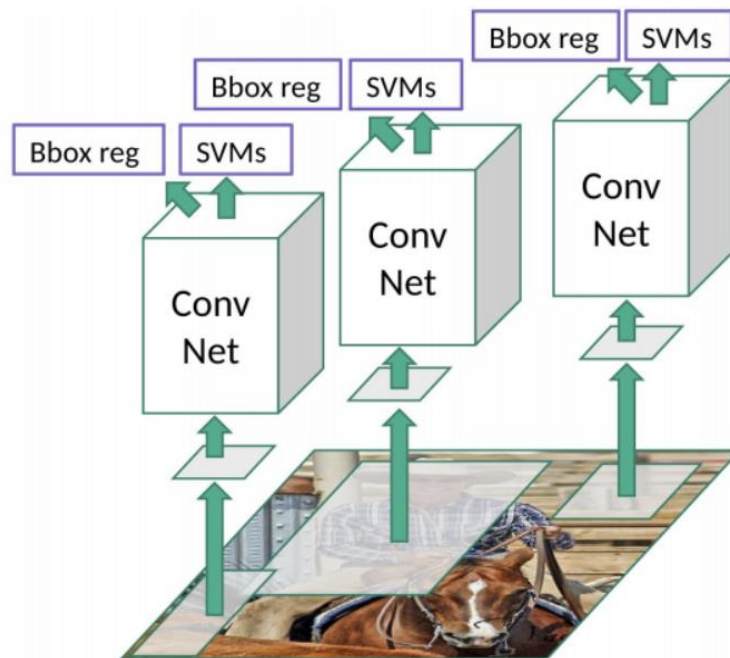 Bbox reg SVMs
Bbox reg SVMs
Bbox reg SVMs
Conv
Net
Conv
Net
Conv
Net